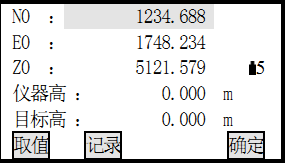 N0 : 1234.688
E0 : 1748.234
Z0 : 5121.579 5
仪器高 : 0.000 m
目标高 : 0.000 m
取值 记录 确定